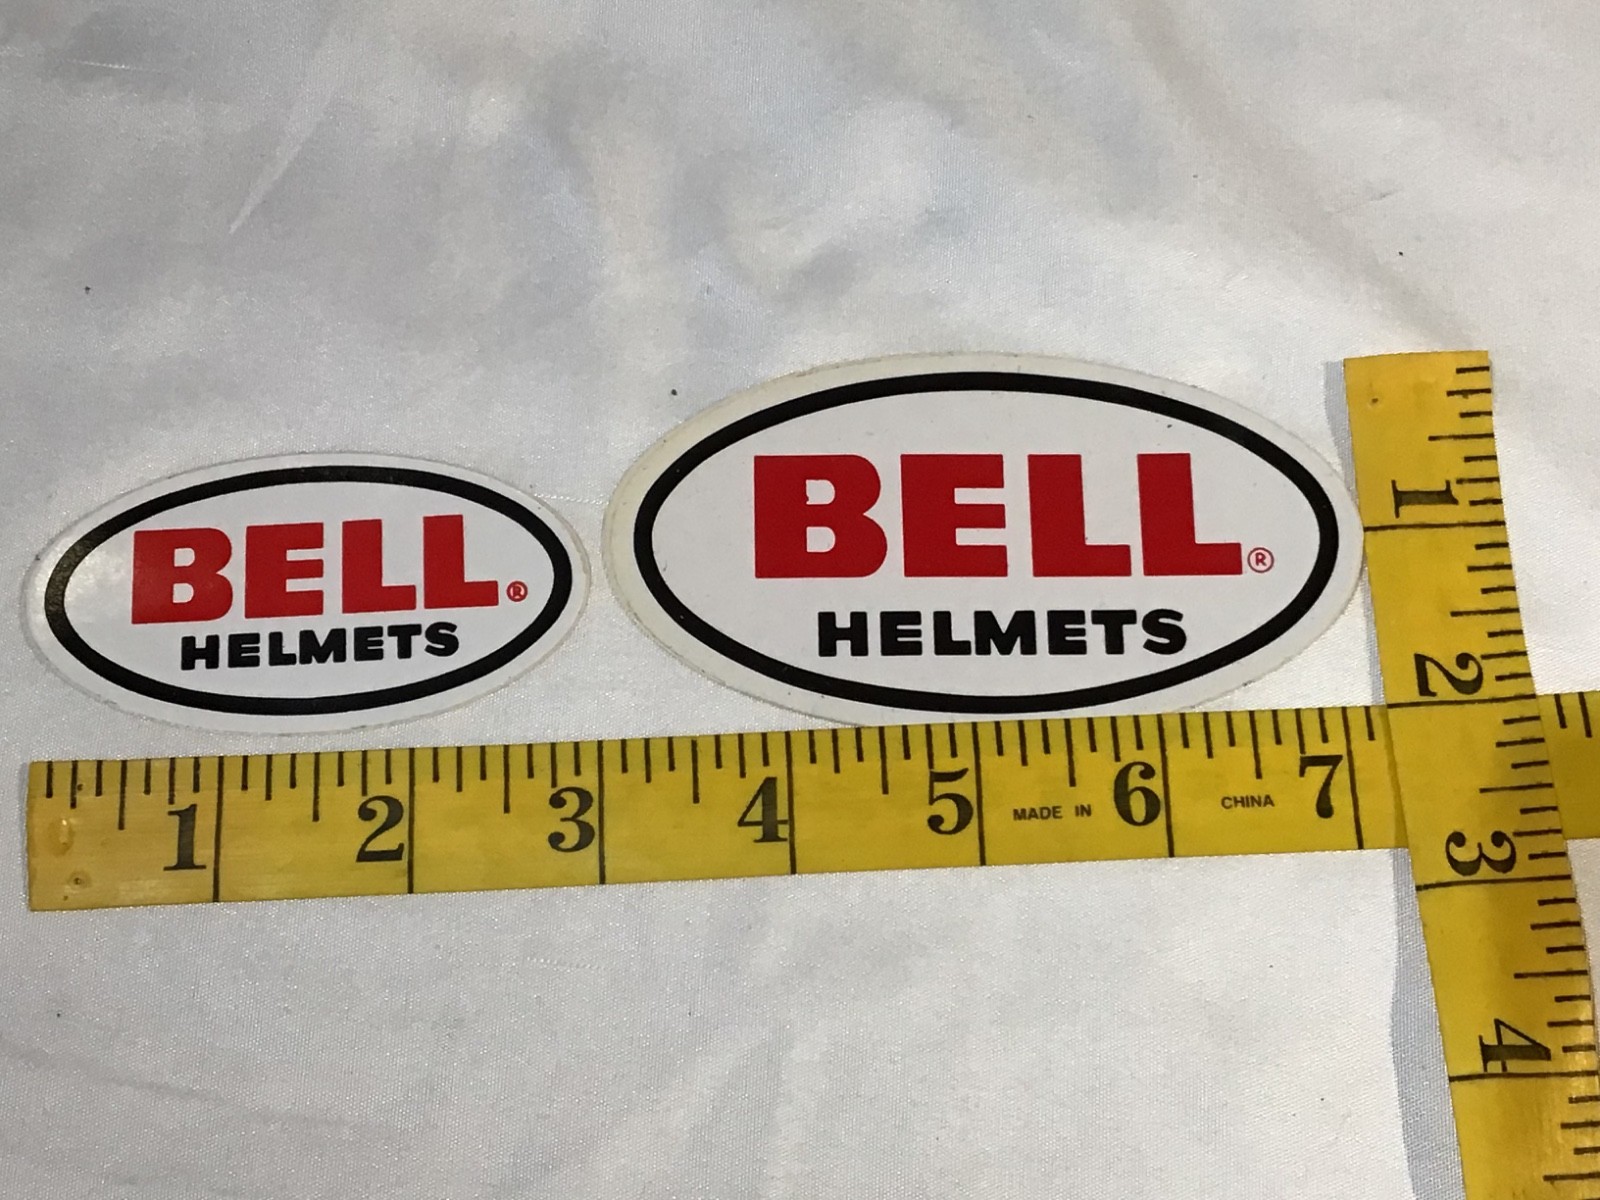 BELL®
HELMETS
BELL®
HELMETS
1 2 3 4 5 MADE IN 6 CHINA 7
1
2
3
4